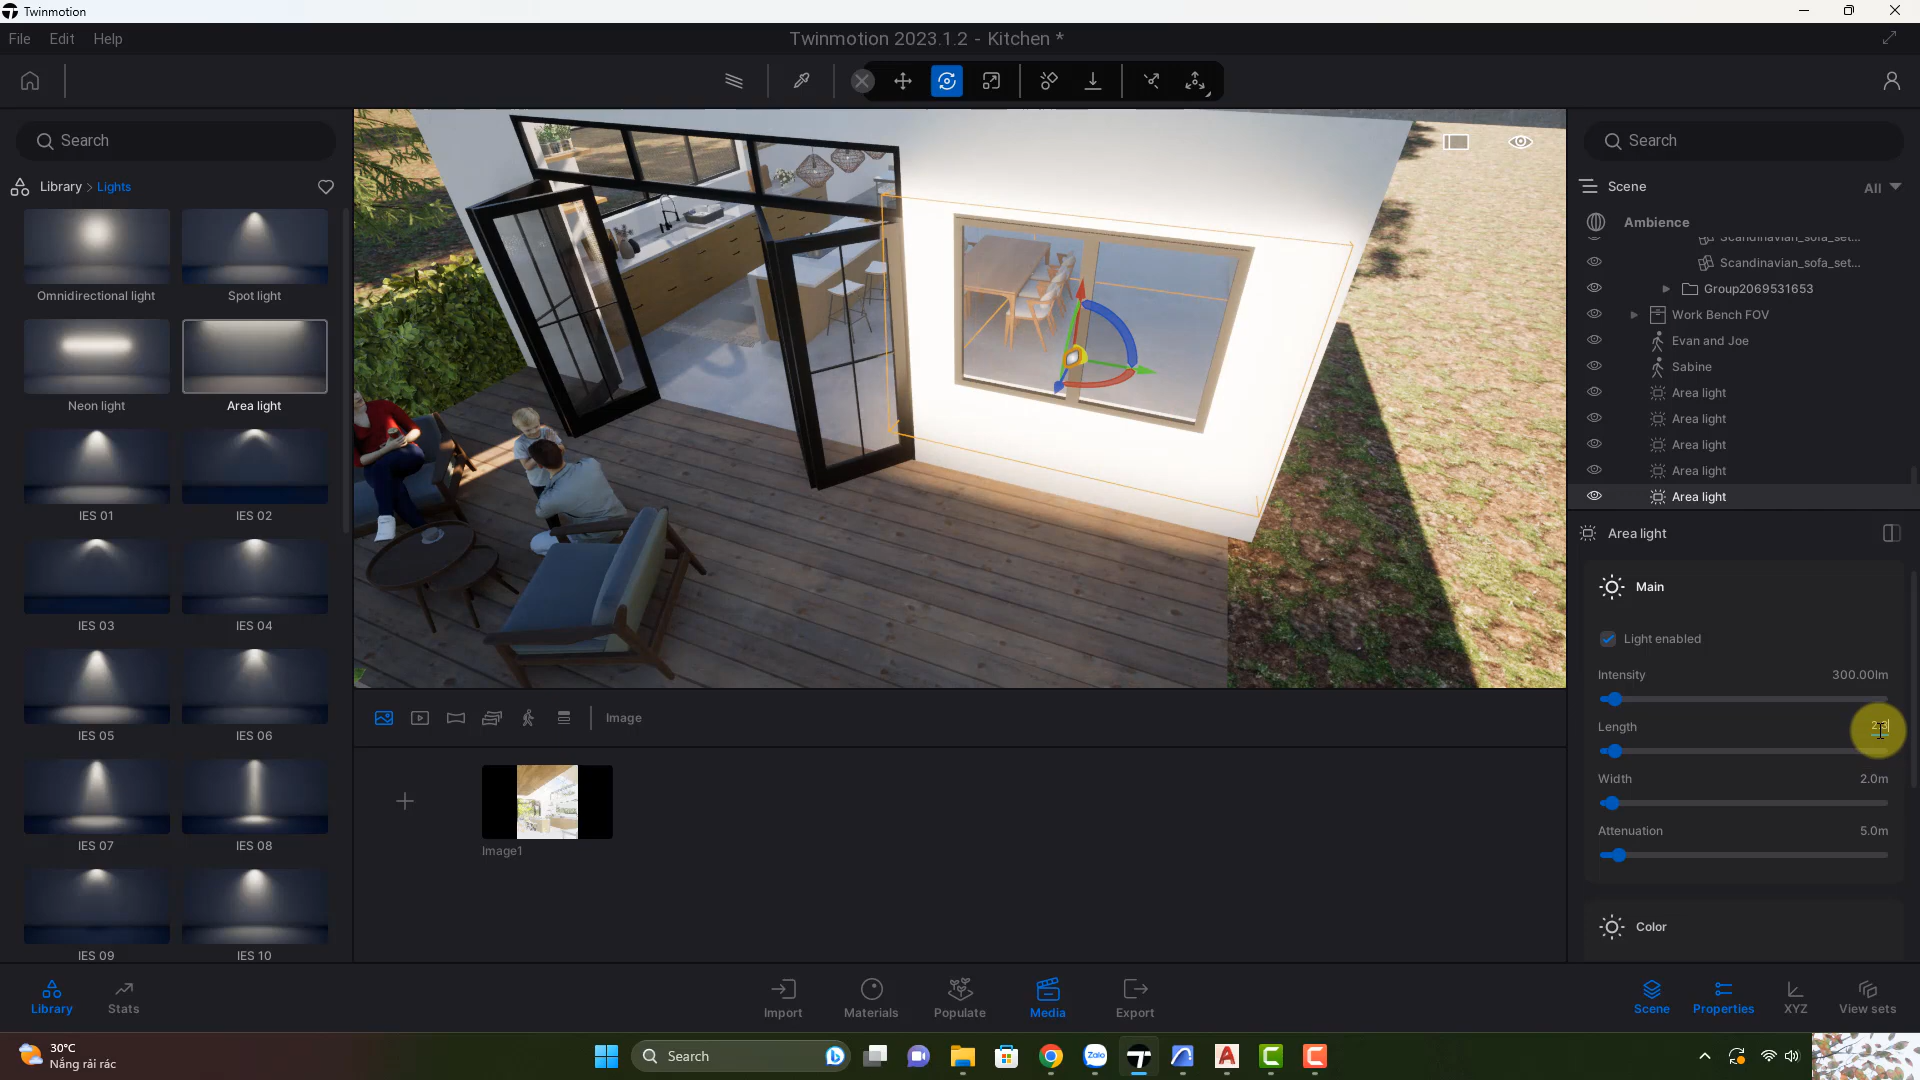 Twinmotion
File Edit Help
Twinmotion 2023.1.2 - Kitchen *
Search
Library > Lights
Omnidirectional light
Spot light
Neon light
Area light
IES 01
IES 02
IES 03
IES 04
IES 05
IES 06
IES 07
IES 08
IES 09
IES 10
Search
Scene
All
Ambience
Scandinavian_sofa_set...
Scandinavian_sofa_set...
Group2069531653
Work Bench FOV
Evan and Joe
Sabine
Area light
Area light
Area light
Area light
Area light
Area light
Main
Light enabled
Intensity 300.00lm
Length
Width 2.0m
Attenuation 5.0m
Color
Image
Image1
Library
Stats
Import
Materials
Populate
Media
Export
Scene
Properties
XYZ
View sets
30°C
Nắng rải rác
Search
Zalo